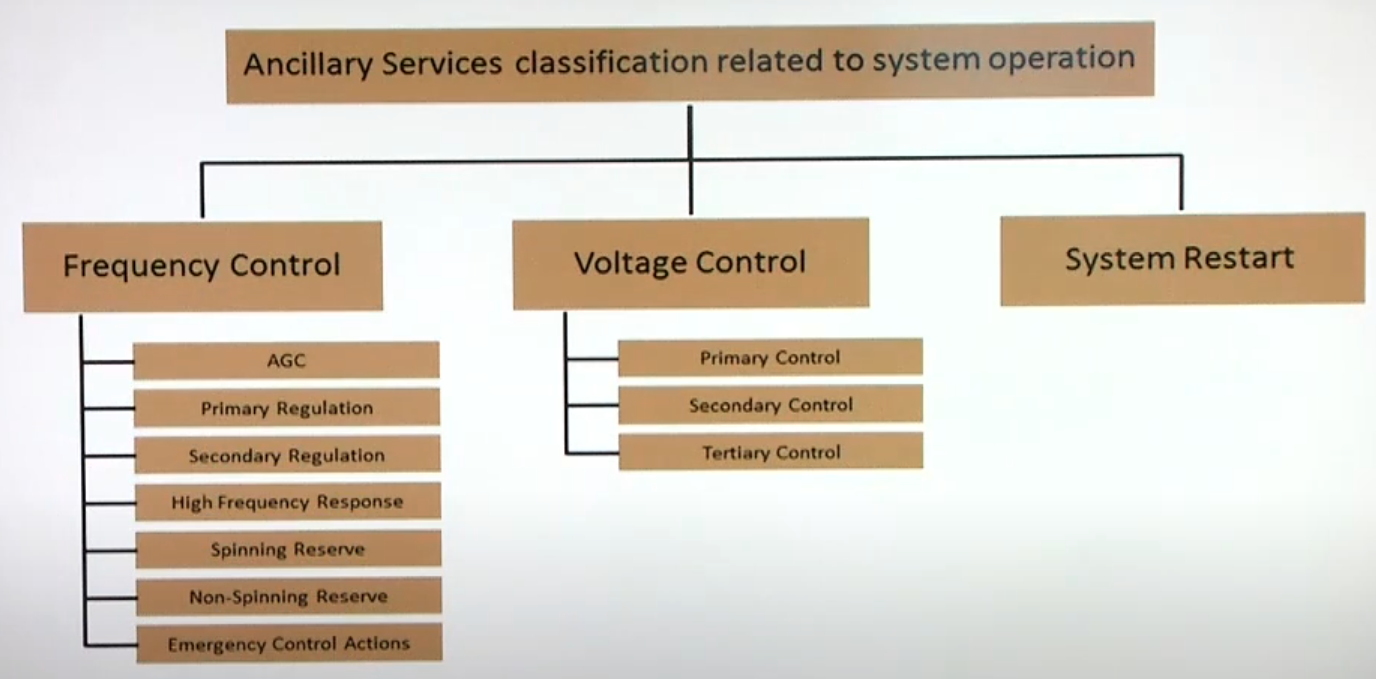 Ancillary Services classification related to system operation
Frequency Control
Voltage Control
System Restart
AGC
Primary Regulation
Secondary Regulation
High Frequency Response
Spinning Reserve
Non-Spinning Reserve
Emergency Control Actions
Primary Control
Secondary Control
Tertiary Control